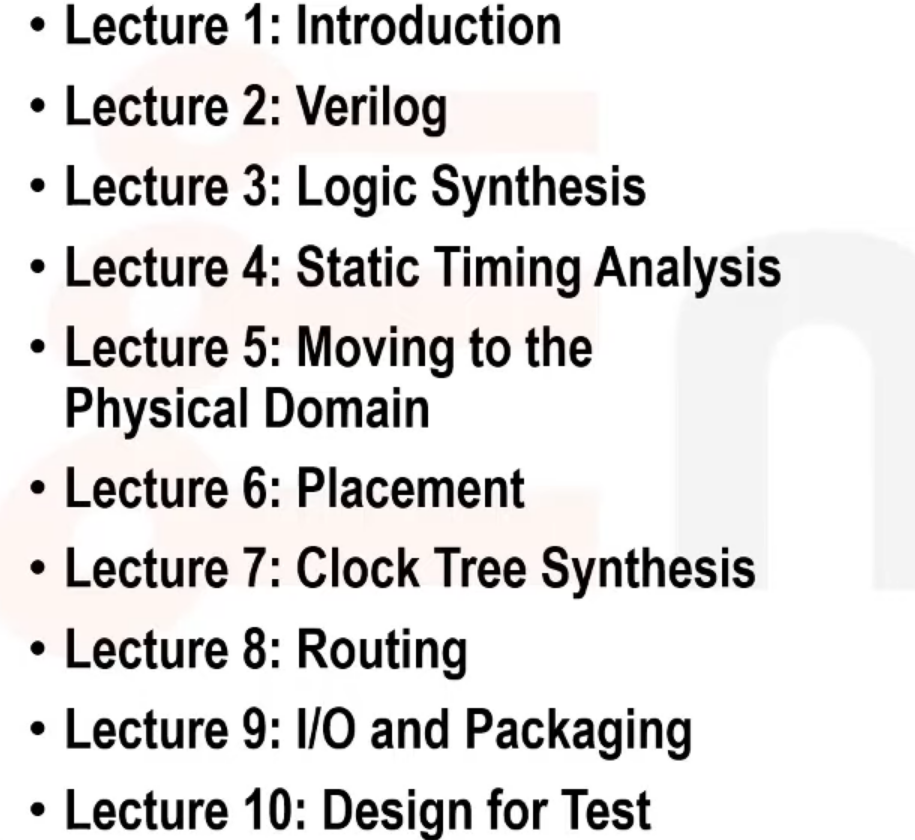 • Lecture 1: Introduction
• Lecture 2: Verilog
• Lecture 3: Logic Synthesis
• Lecture 4: Static Timing Analysis
• Lecture 5: Moving to the
Physical Domain
• Lecture 6: Placement
• Lecture 7: Clock Tree Synthesis
• Lecture 8: Routing
• Lecture 9: I/O and Packaging
• Lecture 10: Design for Test